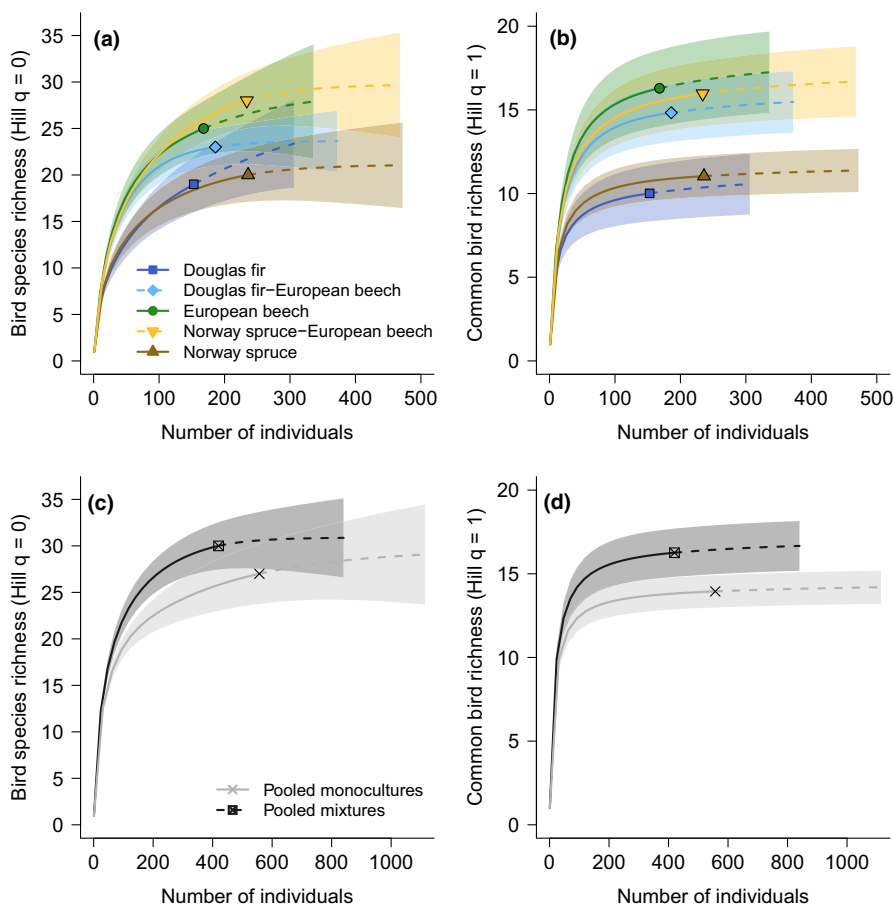 (a)
Bird species richness (Hill q = 0)
35
30
25
20
15
10
5
0
Douglas fir
Douglas fir−European beech
European beech
Norway spruce−European beech
Norway spruce
0 100 200 300 400 500
Number of individuals
(b)
Common bird richness (Hill q = 1)
20
15
10
5
0
0 100 200 300 400 500
Number of individuals
(c)
Bird species richness (Hill q = 0)
35
30
25
20
15
10
5
0
Pooled monocultures
Pooled mixtures
0 200 400 600 800 1000
Number of individuals
(d)
Common bird richness (Hill q = 1)
20
15
10
5
0
0 200 400 600 800 1000
Number of individuals